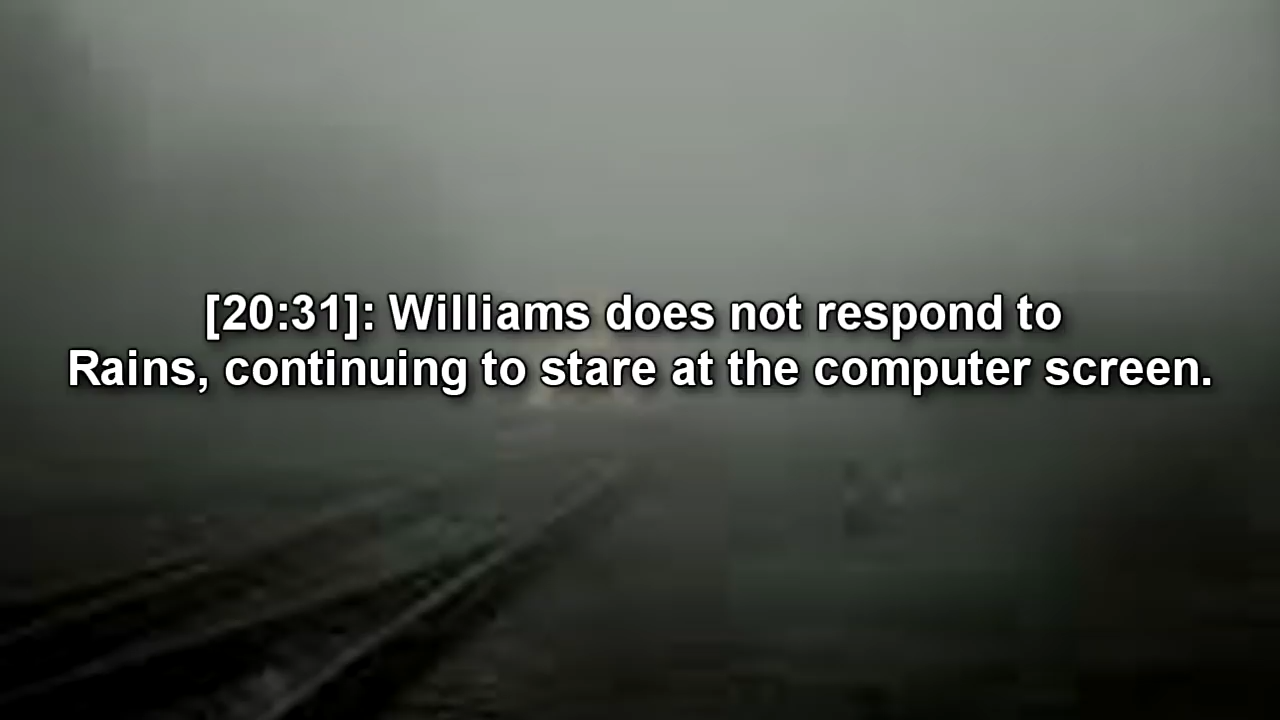 [20:31]: Williams does not respond to
Rains, continuing to stare at the computer screen.